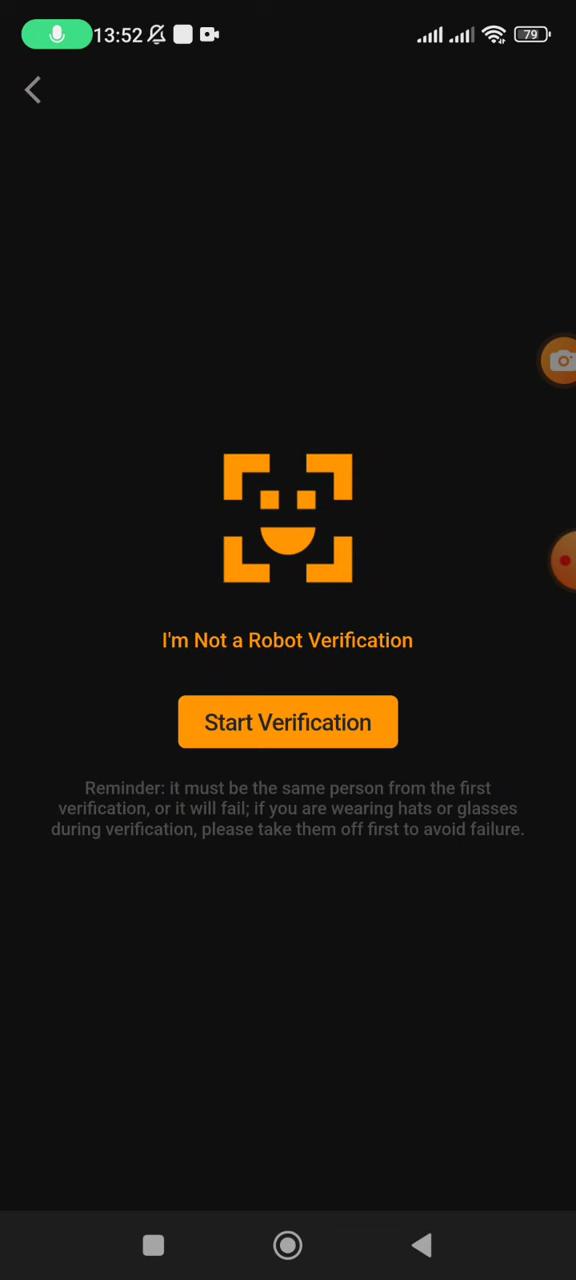 13:52
79
I'm Not a Robot Verification
Start Verification
Reminder: it must be the same person from the first
verification, or it will fail; if you are wearing hats or glasses
during verification, please take them off first to avoid failure.